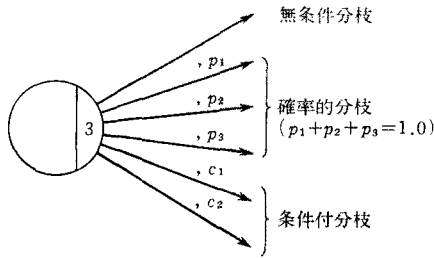 無条件分枝
, p₁
, p₂
3
確率的分枝
(p₁+p₂+p₃=1.0)
, p₃
, c₁
, c₂
条件付分枝